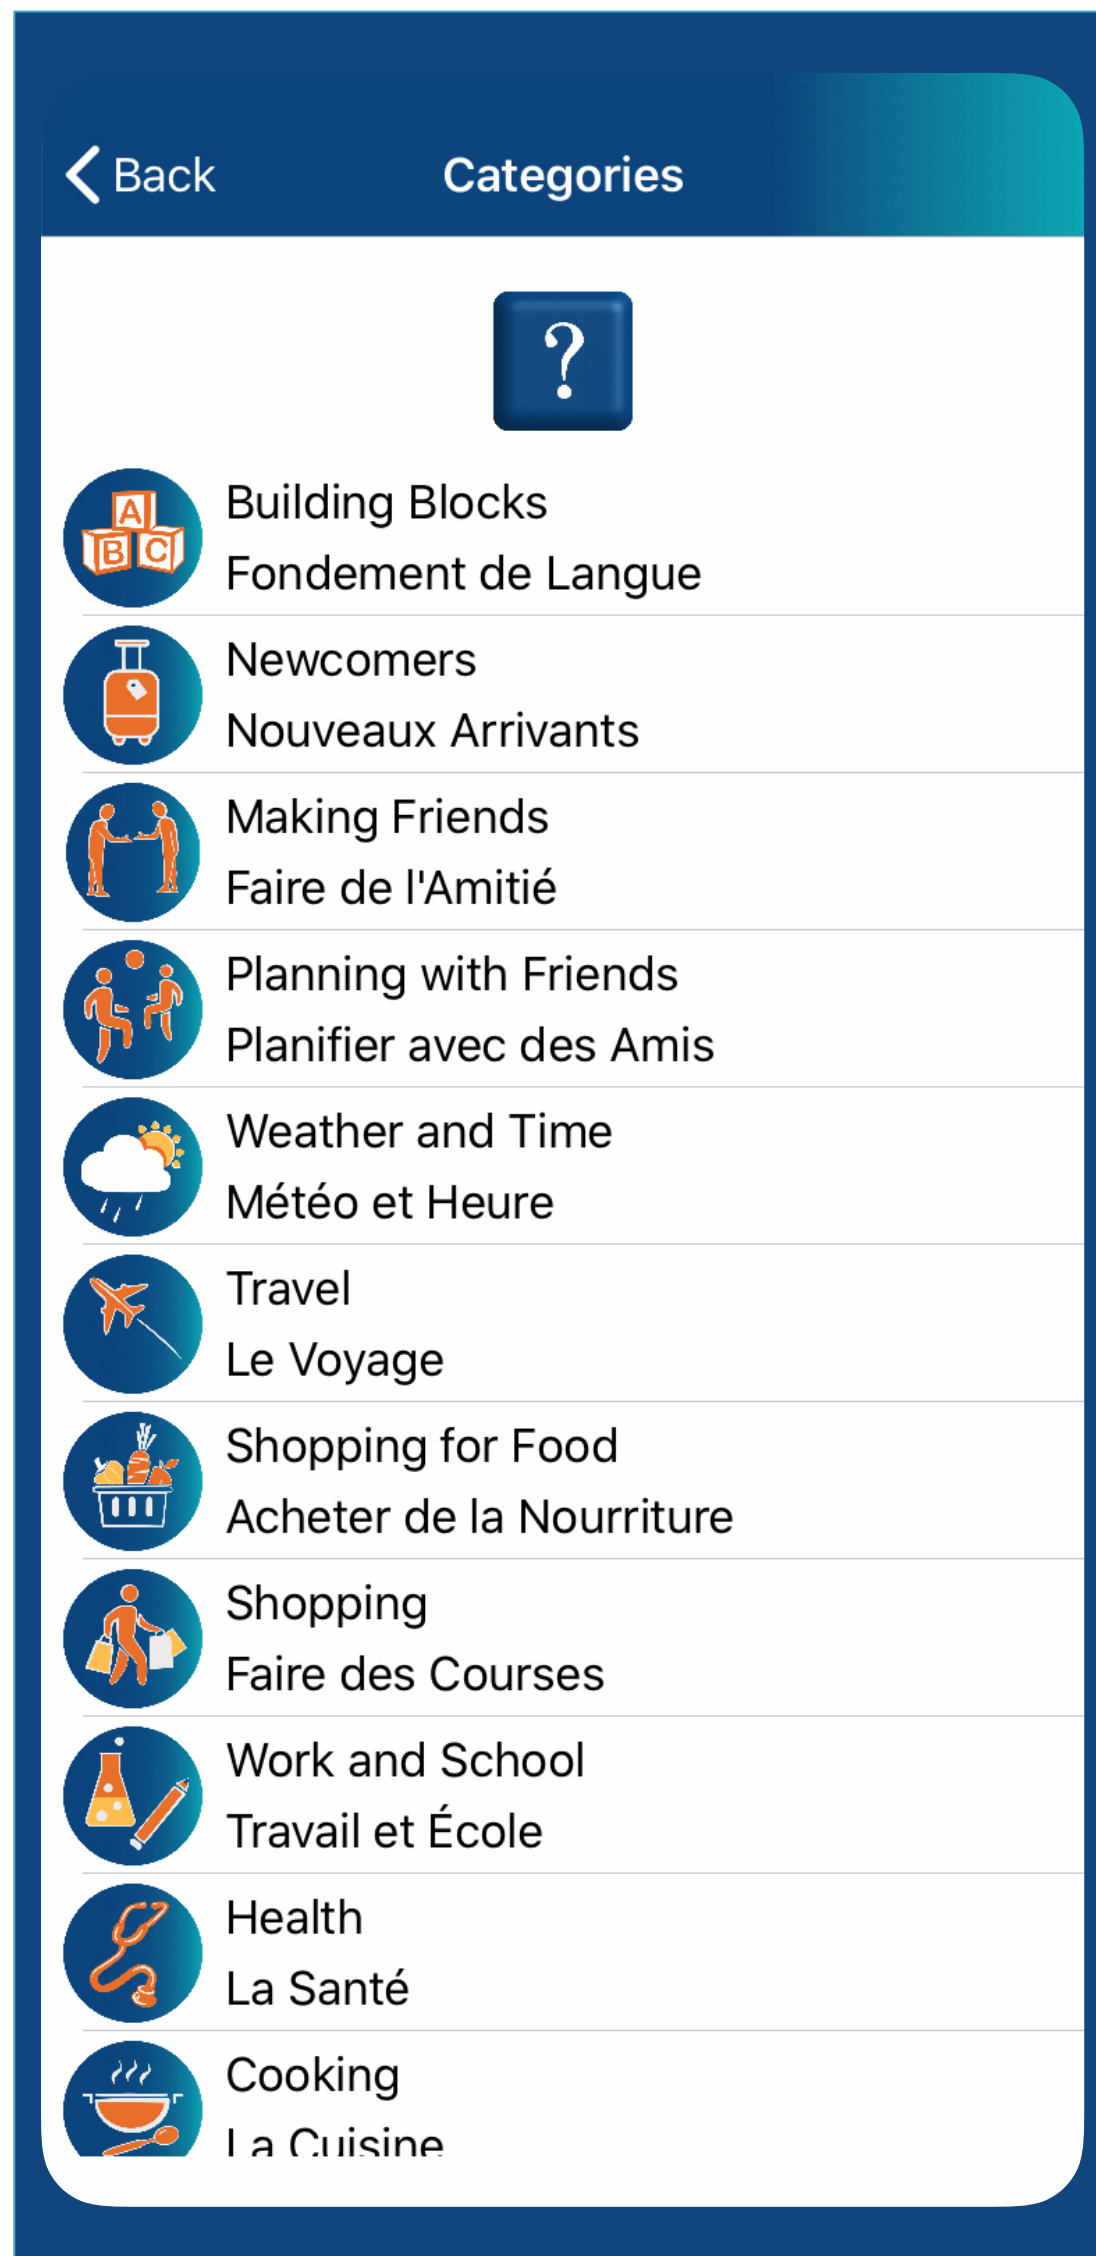 Back
Categories
?
A
B C
Building Blocks
Fondement de Langue
Newcomers
Nouveaux Arrivants
Making Friends
Faire de l'Amitié
Planning with Friends
Planifier avec des Amis
Weather and Time
Météo et Heure
Travel
Le Voyage
Shopping for Food
Acheter de la Nourriture
Shopping
Faire des Courses
Work and School
Travail et École
Health
La Santé
Cooking
La Cuisine